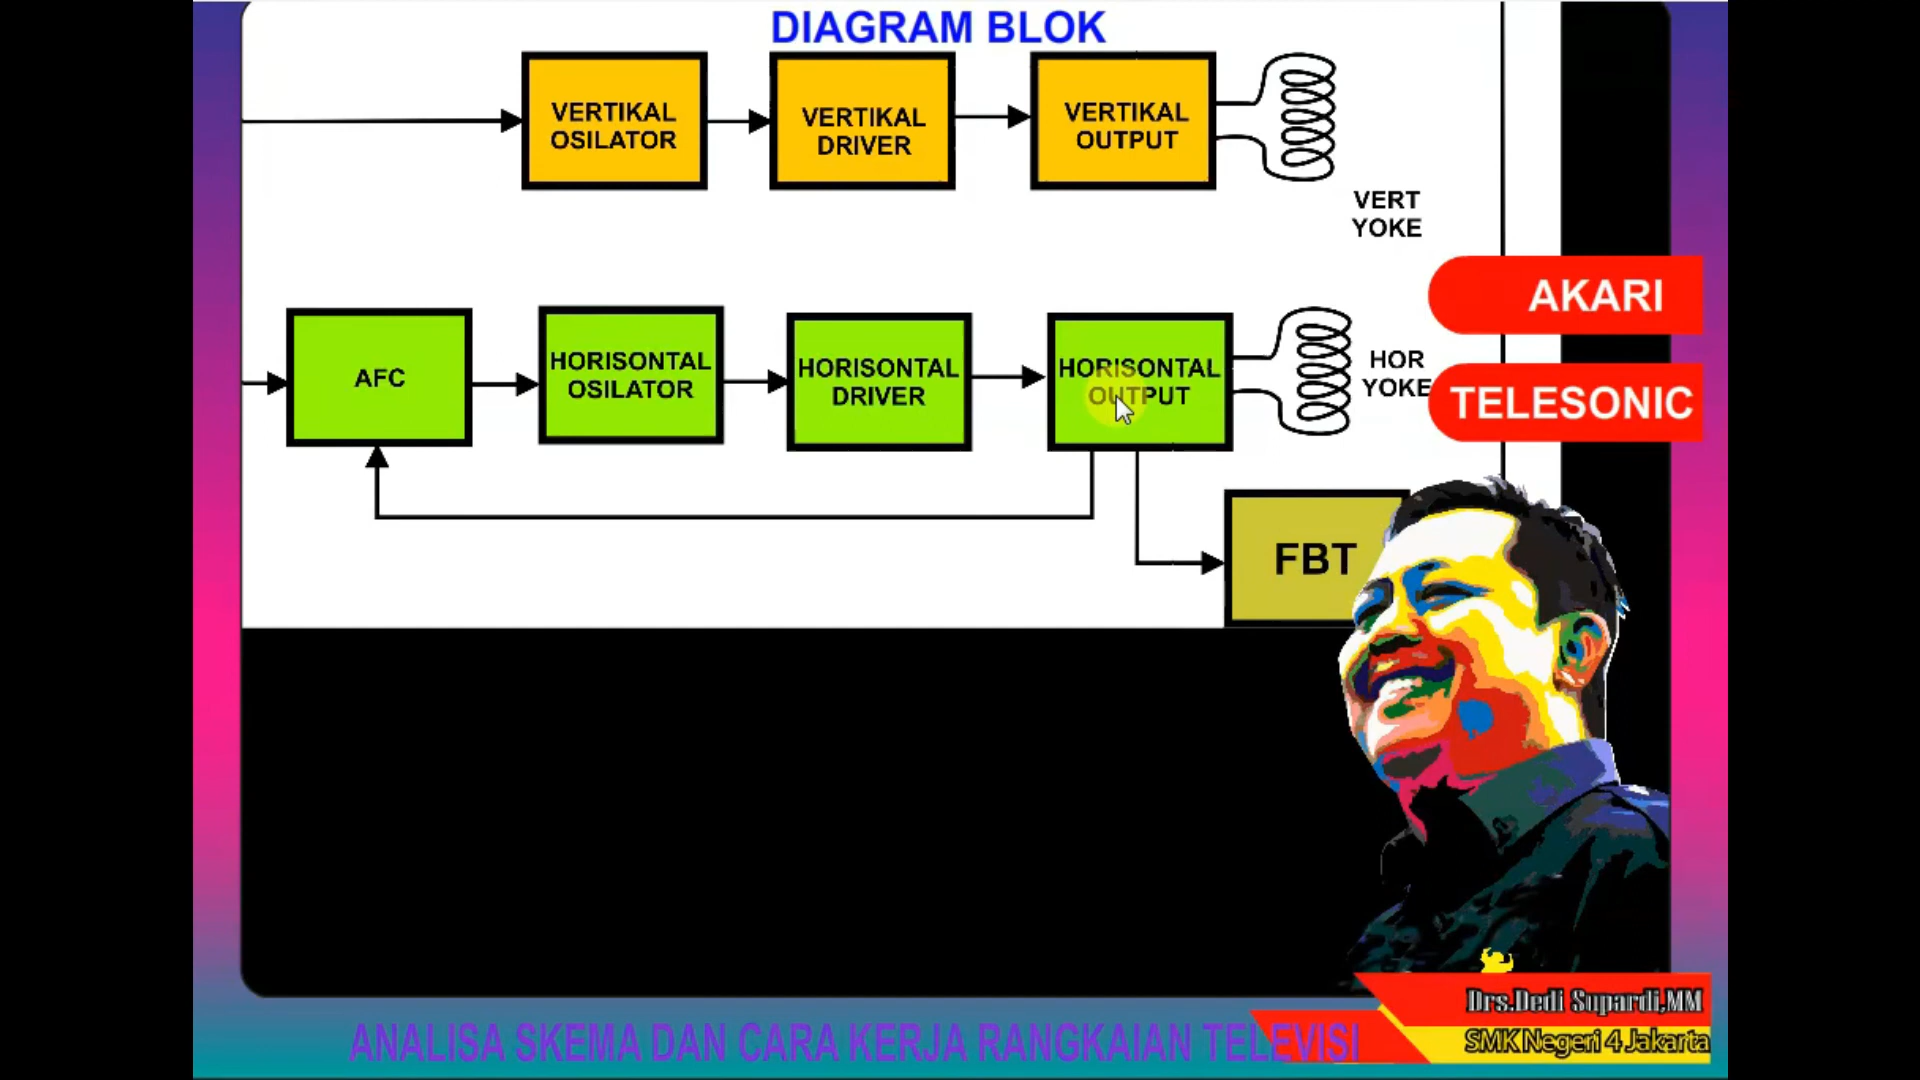 DIAGRAM BLOK
VERTIKAL
OSILATOR
VERTIKAL
DRIVER
VERTIKAL
OUTPUT
VERT
YOKE
AKARI
TELESONIC
AFC
HORISONTAL
OSILATOR
HORISONTAL
DRIVER
HORISONTAL
OUTPUT
HOR
YOKE
FBT
Drs.Dedi Supardi,MM
SMK Negeri 4 Jakarta
ANALISA SKEMA DAN CARA KERJA RANGKAIAN TELEVISI